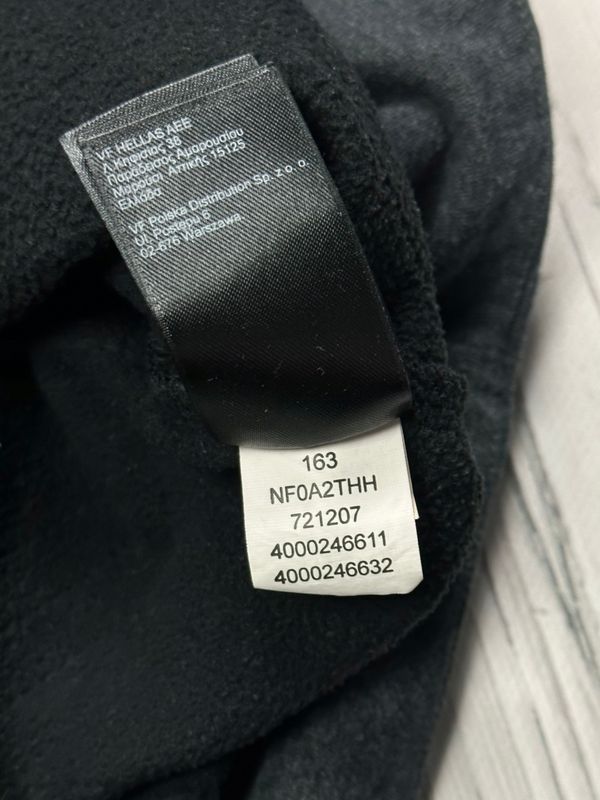 VF HELLAS AEE
Λ.Κηφισίας 38
Παράδεισος Αμαρουσίου
Μαρούσι Αττικής 15125
Ελλάδα
VF Polska Distribution Sp. z o. o.
Ul. Postępu 6
02-676 Warszawa
163
NF0A2THH
721207
4000246611
4000246632